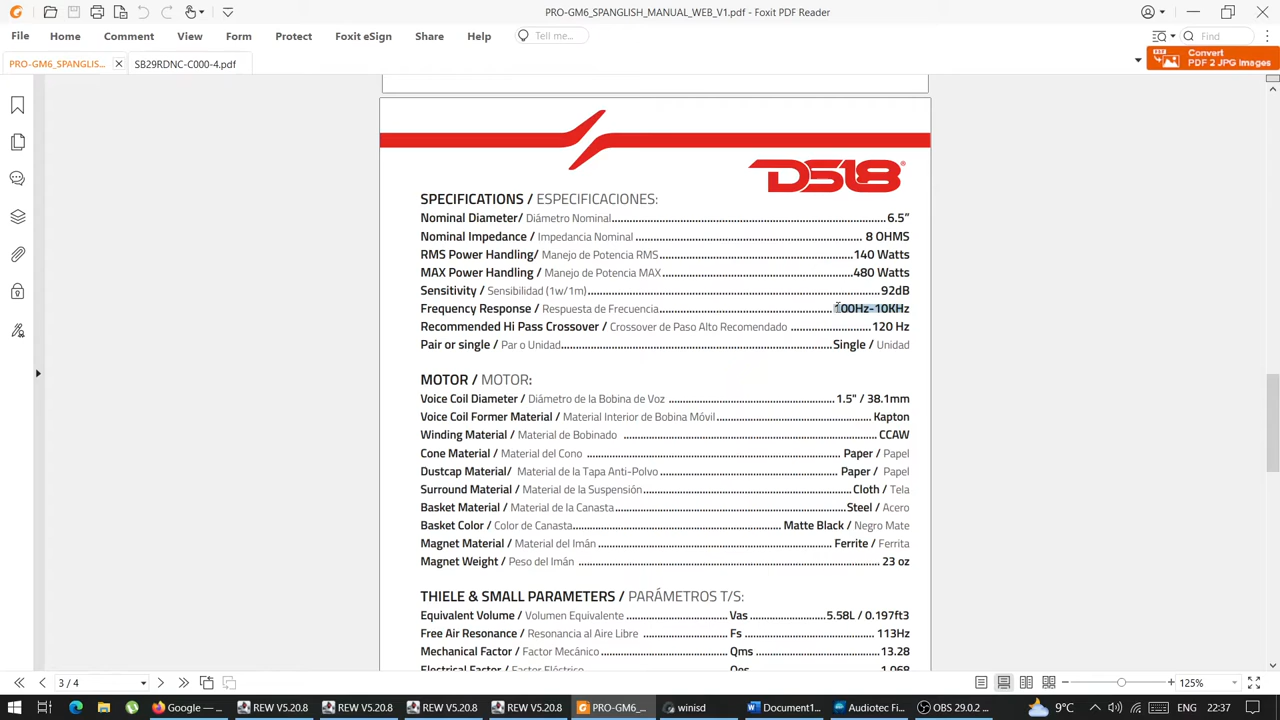 PRO-GM6_SPANGLISH_MANUAL_WEB_V1.pdf - Foxit PDF Reader
File Home Comment View Form Protect Foxit eSign Share Help Tell me... Find
PRO-GM6_SPANGLIS... SB29RDNC-C000-4.pdf
Convert
PDF 2 JPG Images
DS18
SPECIFICATIONS / ESPECIFICACIONES:
Nominal Diameter/ Diámetro Nominal 6.5”
Nominal Impedance / Impedancia Nominal 8 OHMS
RMS Power Handling/ Manejo de Potencia RMS 140 Watts
MAX Power Handling / Manejo de Potencia MAX 480 Watts
Sensitivity / Sensibilidad (1w/1m) 92dB
Frequency Response / Respuesta de Frecuencia 100Hz-10KHz
Recommended Hi Pass Crossover / Crossover de Paso Alto Recomendado 120 Hz
Pair or single / Par o Unidad Single / Unidad
MOTOR / MOTOR:
Voice Coil Diameter / Diámetro de la Bobina de Voz 1.5" / 38.1mm
Voice Coil Former Material / Material Interior de Bobina Móvil Kapton
Winding Material / Material de Bobinado CCAW
Cone Material / Material del Cono Paper / Papel
Dustcap Material/ Material de la Tapa Anti-Polvo Paper / Papel
Surround Material / Material de la Suspensión Cloth / Tela
Basket Material / Material de la Canasta Steel / Acero
Basket Color / Color de Canasta Matte Black / Negro Mate
Magnet Material / Material del Imán Ferrite / Ferrita
Magnet Weight / Peso del Imán 23 oz
THIELE & SMALL PARAMETERS / PARÁMETROS T/S:
Equivalent Volume / Volumen Equivalente Vas 5.58L / 0.197ft3
Free Air Resonance / Resonancia al Aire Libre Fs 113Hz
Mechanical Factor / Factor Mecánico Qms 13.28
Electrical Factor / Factor Eléctrico Qes 1.068
3 / 4 125%
Google —... REW V5.20.8 REW V5.20.8 REW V5.20.8 REW V5.20.8 PRO-GM6_... winisd Document1... Audiotec Fi... OBS 29.0.2 ... 9°C ENG 22:37